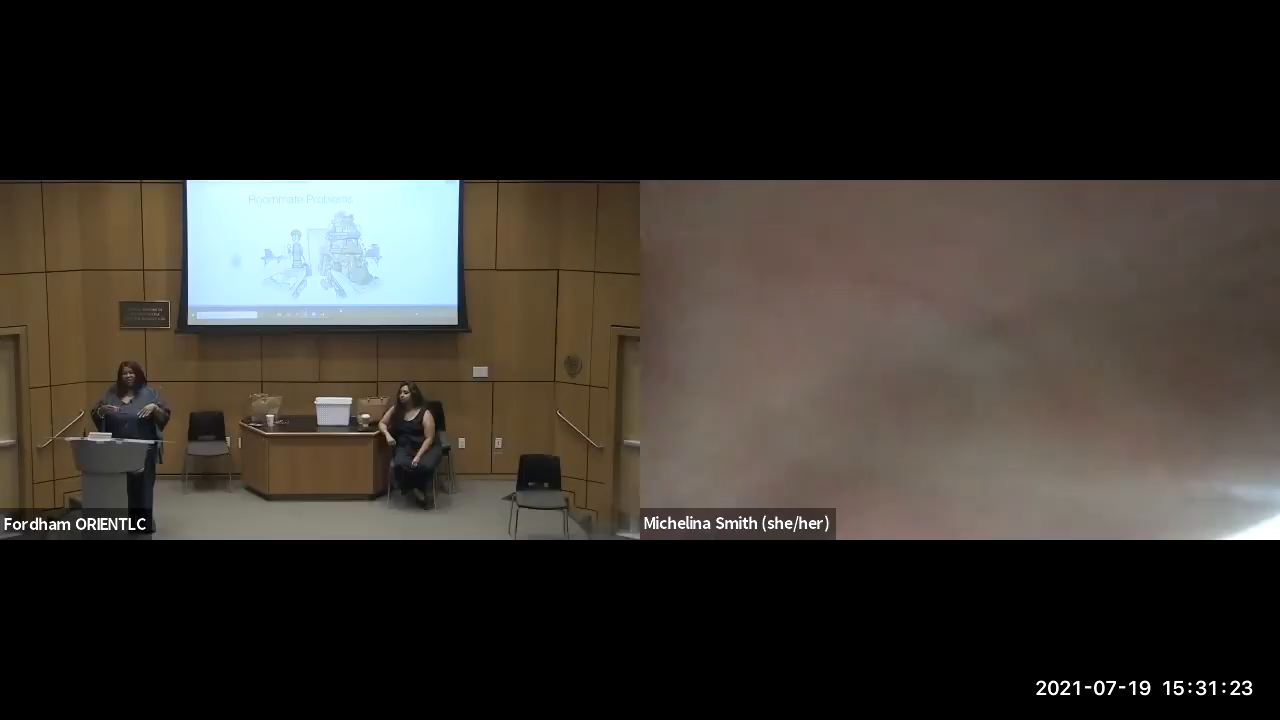 Roommate Problems
Fordham ORIENTLC
Michelina Smith (she/her)
2021-07-19 15:31:23